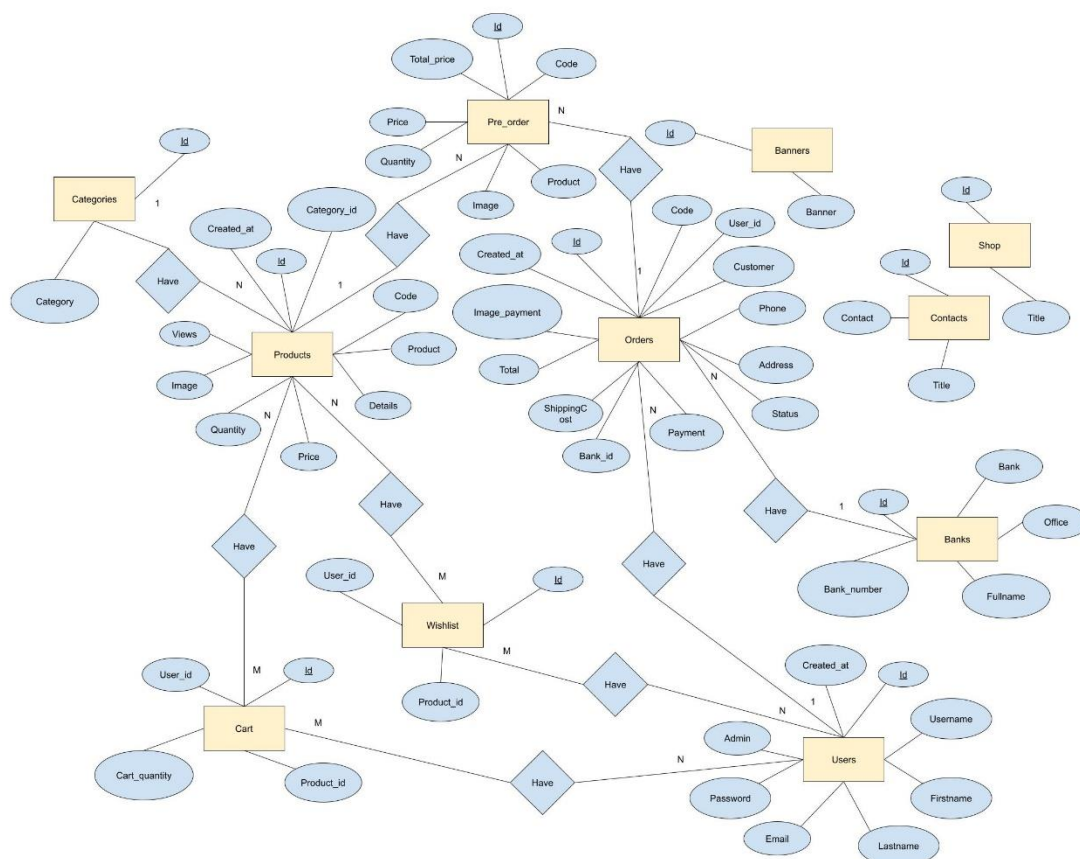 Id
Total_price
Code
Pre_order
N
Price
Quantity
N
Image
Product
Have
Id
Banners
Banner
Id
Categories
1
Category
Have
N
Created_at
Category_id
Id
Have
1
Code
Views
Products
Product
Image
Details
Quantity
N
N
Price
Code
User_id
Id
Created_at
1
Customer
Image_payment
Phone
Orders
Total
Address
N
ShippingC
ost
N
Payment
Status
Bank_id
Id
Shop
Title
Id
Contact
Contacts
Title
Have
1
Id
Bank
Office
Banks
Bank_number
Fullname
Have
Have
Have
M
User_id
Id
Wishlist
M
Product_id
Have
N
M
User_id
Id
Cart
M
Cart_quantity
Product_id
Have
N
Created_at
Id
1
Username
Admin
Users
Password
Firstname
Email
Lastname